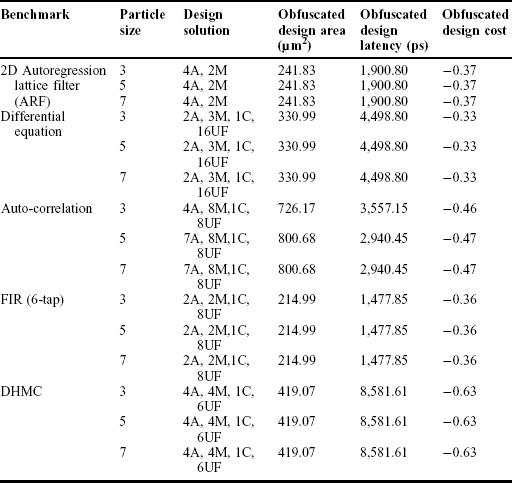 Benchmark Particle size Design solution Obfuscated design area (μm²) Obfuscated design latency (ps) Obfuscated design cost
2D Autoregression 3 4A, 2M 241.83 1,900.80 −0.37
lattice filter 5 4A, 2M 241.83 1,900.80 −0.37
(ARF) 7 4A, 2M 241.83 1,900.80 −0.37
Differential 3 2A, 3M, 1C, 330.99 4,498.80 −0.33
equation 16UF
5 2A, 3M, 1C, 330.99 4,498.80 −0.33
16UF
7 2A, 3M, 1C, 330.99 4,498.80 −0.33
16UF
Auto-correlation 3 4A, 8M,1C, 726.17 3,557.15 −0.46
8UF
5 7A, 8M,1C, 800.68 2,940.45 −0.47
8UF
7 7A, 8M,1C, 800.68 2,940.45 −0.47
8UF
FIR (6-tap) 3 2A, 2M,1C, 214.99 1,477.85 −0.36
8UF
5 2A, 2M,1C, 214.99 1,477.85 −0.36
8UF
7 2A, 2M,1C, 214.99 1,477.85 −0.36
8UF
DHMC 3 4A, 4M, 1C, 419.07 8,581.61 −0.63
6UF
5 4A, 4M, 1C, 419.07 8,581.61 −0.63
6UF
7 4A, 4M, 1C, 419.07 8,581.61 −0.63
6UF